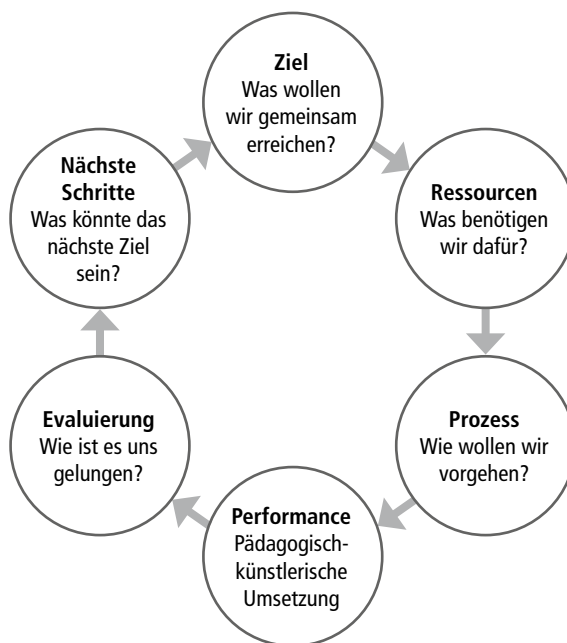 Ziel
Was wollen
wir gemeinsam
erreichen?
Ressourcen
Was benötigen
wir dafür?
Prozess
Wie wollen wir
vorgehen?
Performance
Pädagogisch-
künstlerische
Umsetzung
Evaluierung
Wie ist es uns
gelungen?
Nächste
Schritte
Was könnte das
nächste Ziel
sein?